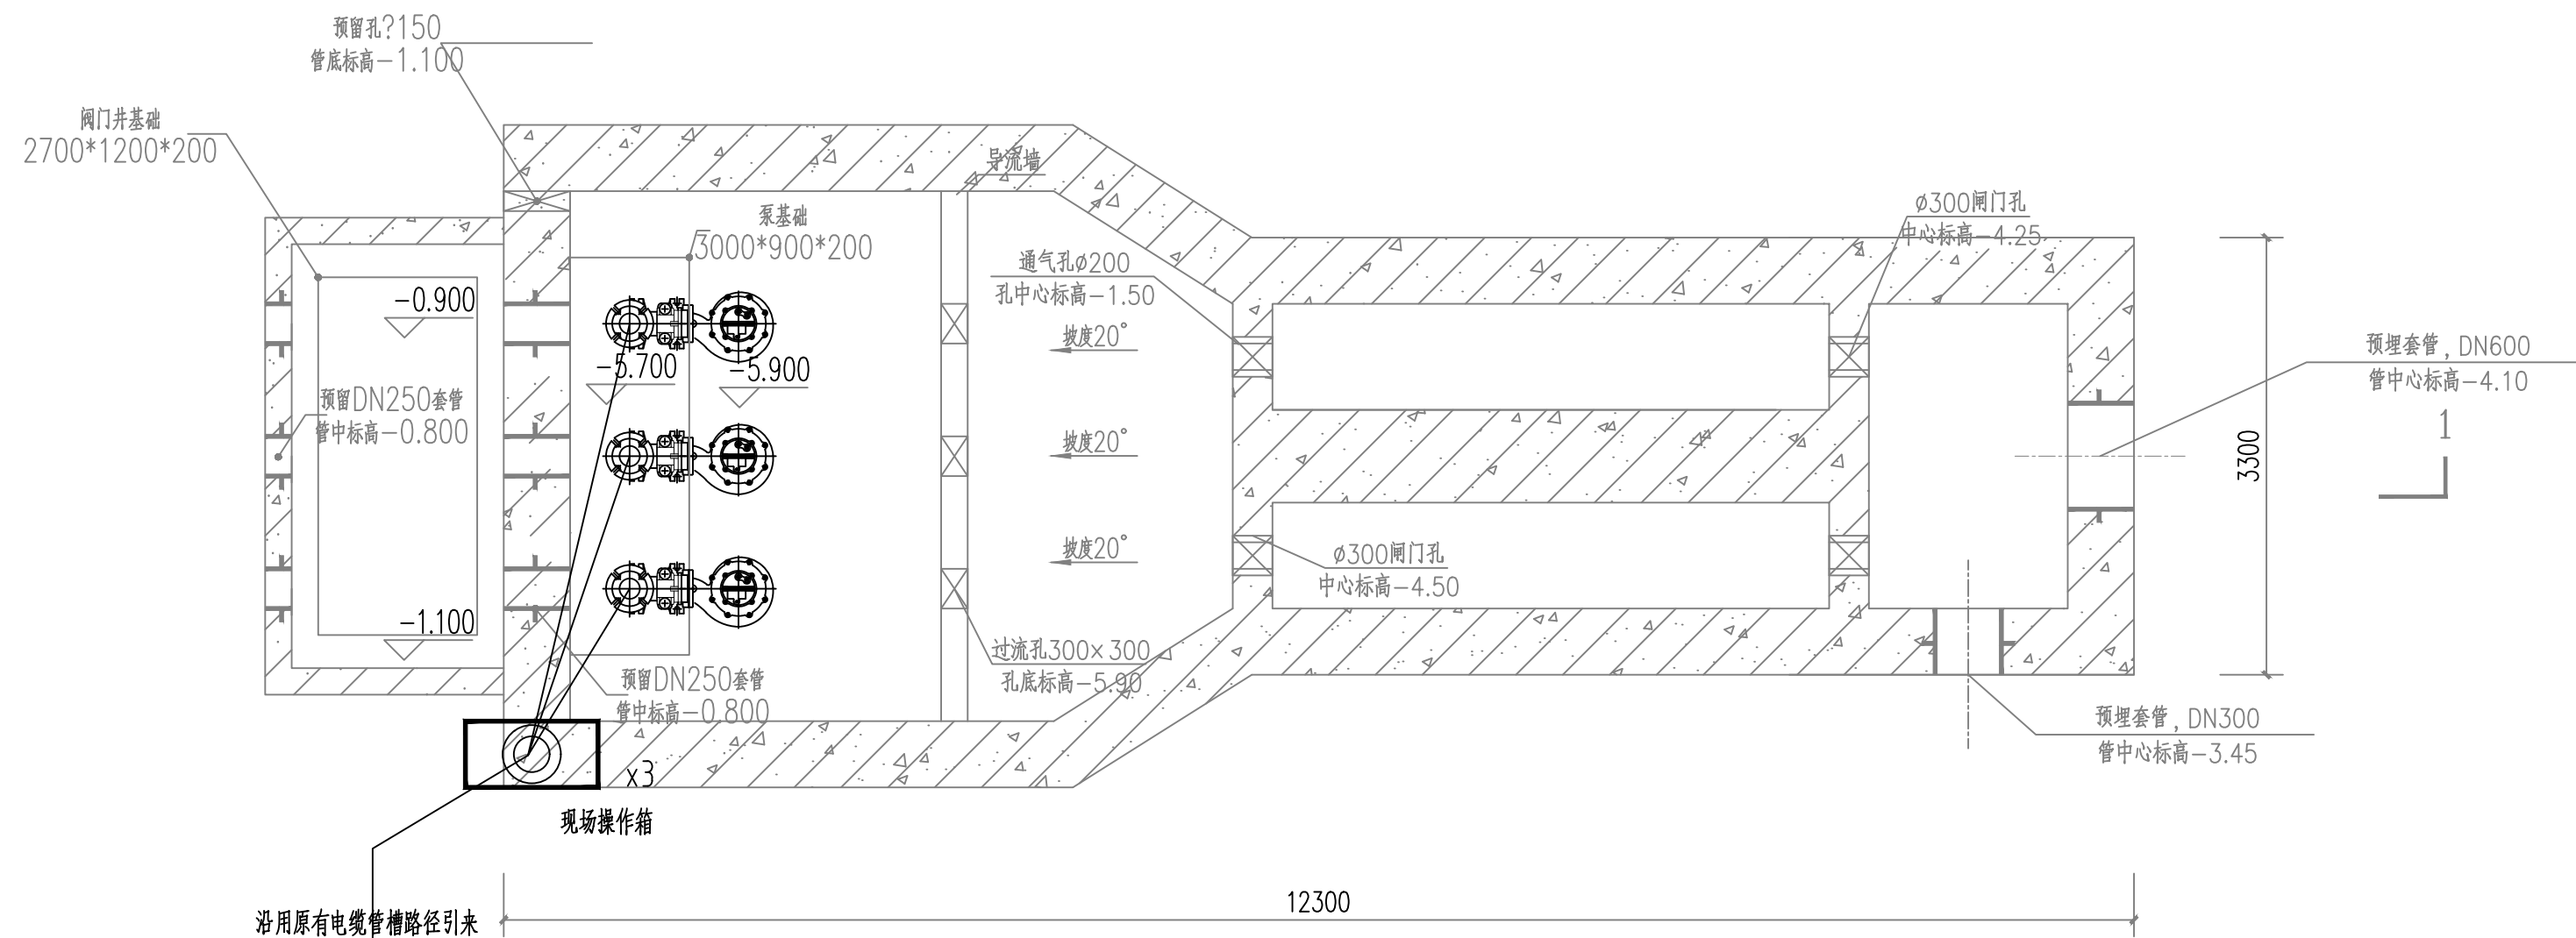 预留孔?150
管底标高-1.100
阀门井基础
2700*1200*200
导流墙
泵基础
3000*900*200
ø300闸门孔
中心标高-4.25
通气孔ø200
孔中心标高-1.50
-0.900
坡度20°
预埋套管, DN600
管中心标高-4.10
-5.700
-5.900
预留DN250套管
管中标高-0.800
1
坡度20°
3300
坡度20°
ø300闸门孔
中心标高-4.50
-1.100
过流孔300×300
孔底标高-5.90
预留DN250套管
管中标高-0.800
预埋套管, DN300
管中心标高-3.45
x3
现场操作箱
12300
沿用原有电缆管槽路径引来